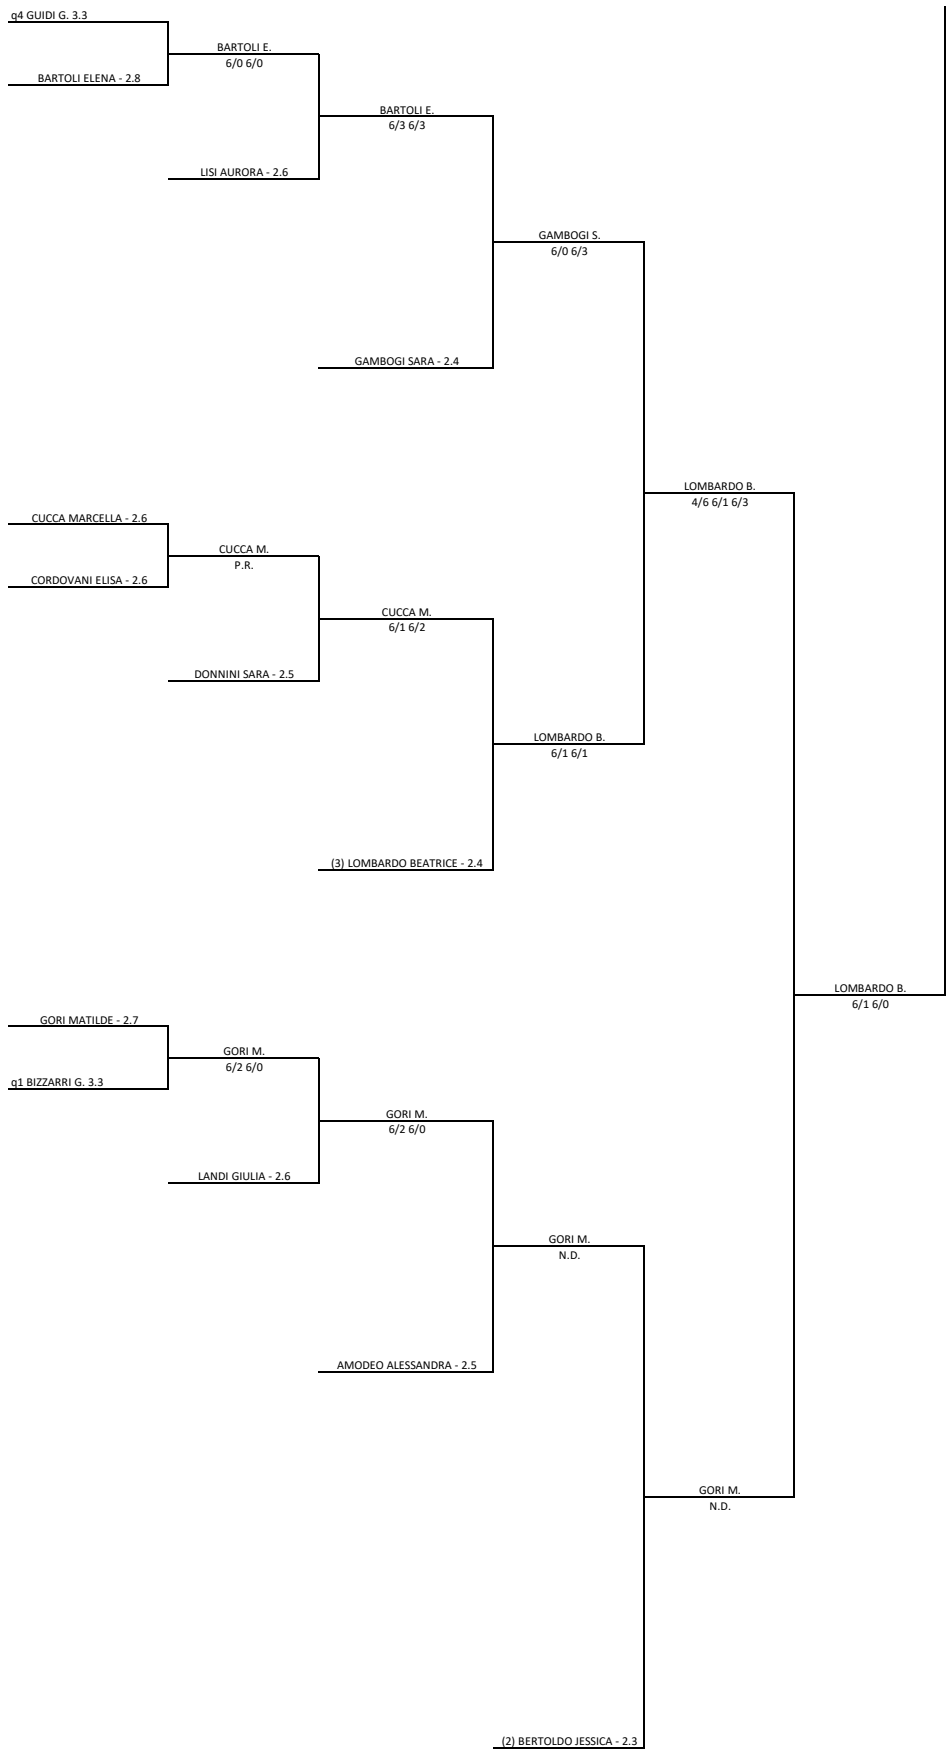 q4 GUIDI G. 3.3
BARTOLI E.
6/0 6/0
BARTOLI ELENA - 2.8
BARTOLI E.
6/3 6/3
LISI AURORA - 2.6
GAMBOGI S.
6/0 6/3
GAMBOGI SARA - 2.4
LOMBARDO B.
4/6 6/1 6/3
CUCCA MARCELLA - 2.6
CUCCA M.
P.R.
CORDOVANI ELISA - 2.6
CUCCA M.
6/1 6/2
DONNINI SARA - 2.5
LOMBARDO B.
6/1 6/1
(3) LOMBARDO BEATRICE - 2.4
LOMBARDO B.
6/1 6/0
GORI MATILDE - 2.7
GORI M.
6/2 6/0
q1 BIZZARRI G. 3.3
GORI M.
6/2 6/0
LANDI GIULIA - 2.6
GORI M.
N.D.
AMODEO ALESSANDRA - 2.5
GORI M.
N.D.
(2) BERTOLDO JESSICA - 2.3